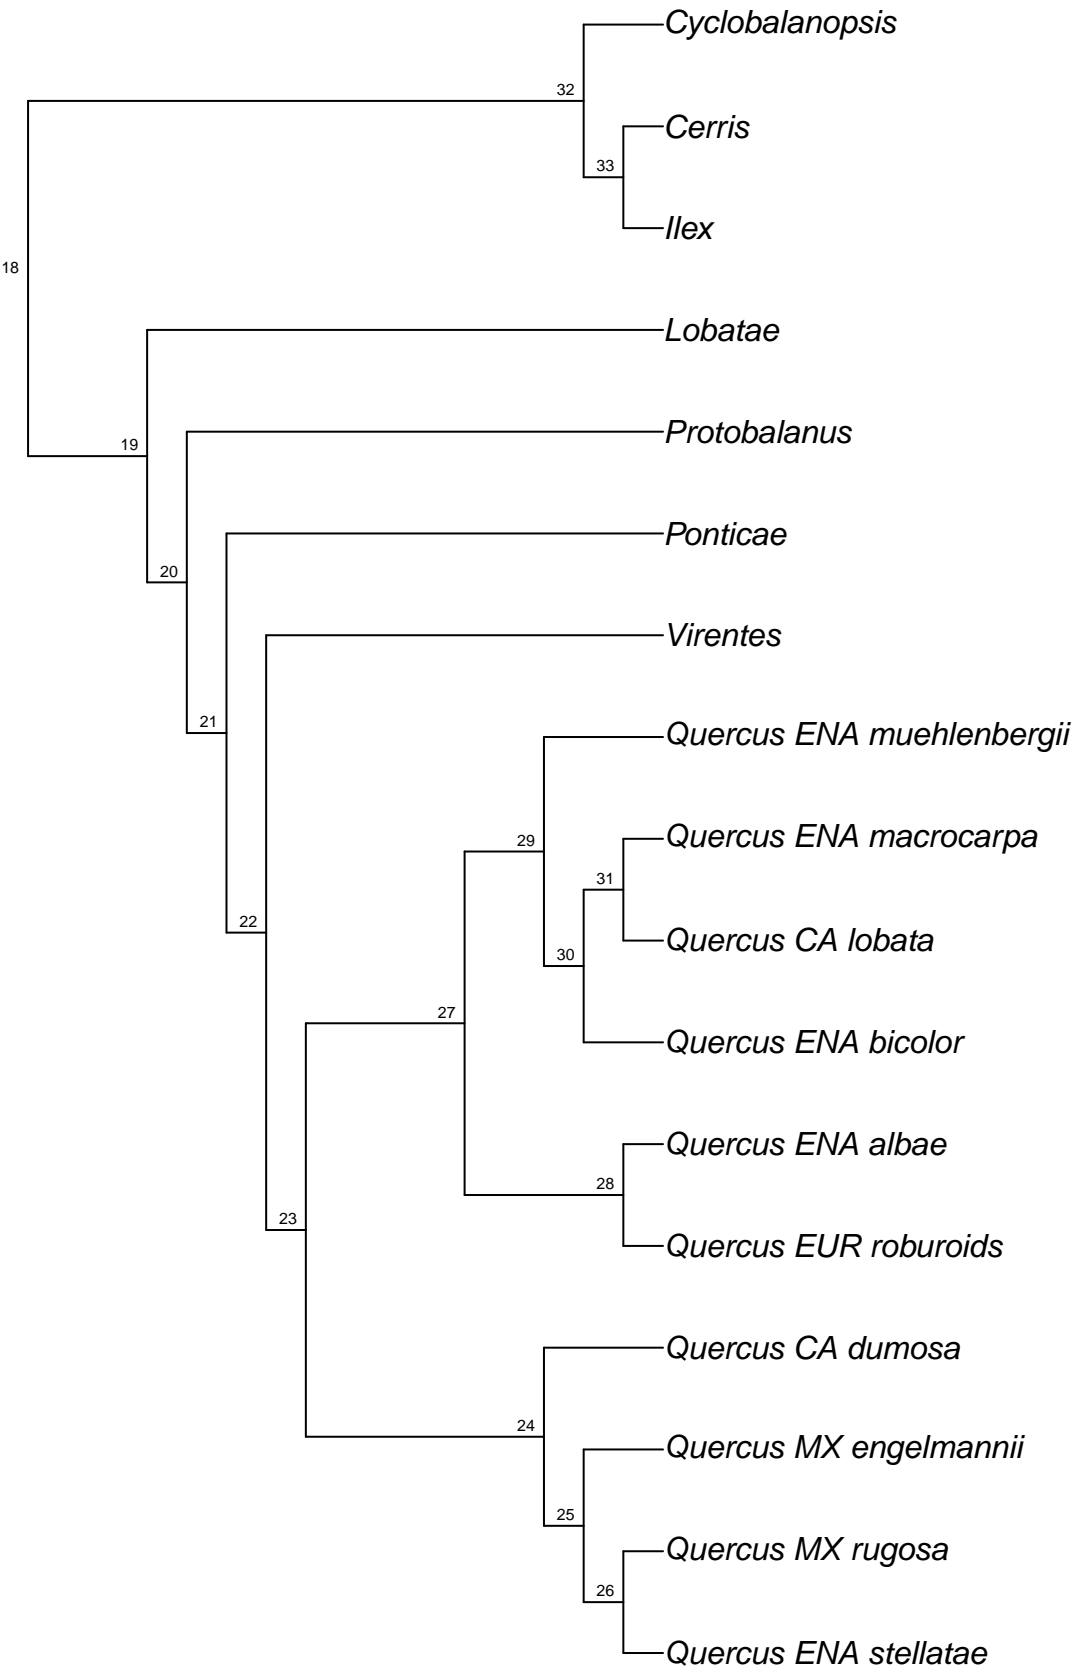 Cyclobalanopsis
32
Cerris
33
Ilex
18
Lobatae
Protobalanus
19
Ponticae
20
Virentes
21
Quercus ENA muehlenbergii
Quercus ENA macrocarpa
29
31
22
Quercus CA lobata
30
27
Quercus ENA bicolor
Quercus ENA albae
28
23
Quercus EUR roburoids
Quercus CA dumosa
24
Quercus MX engelmannii
25
Quercus MX rugosa
26
Quercus ENA stellatae